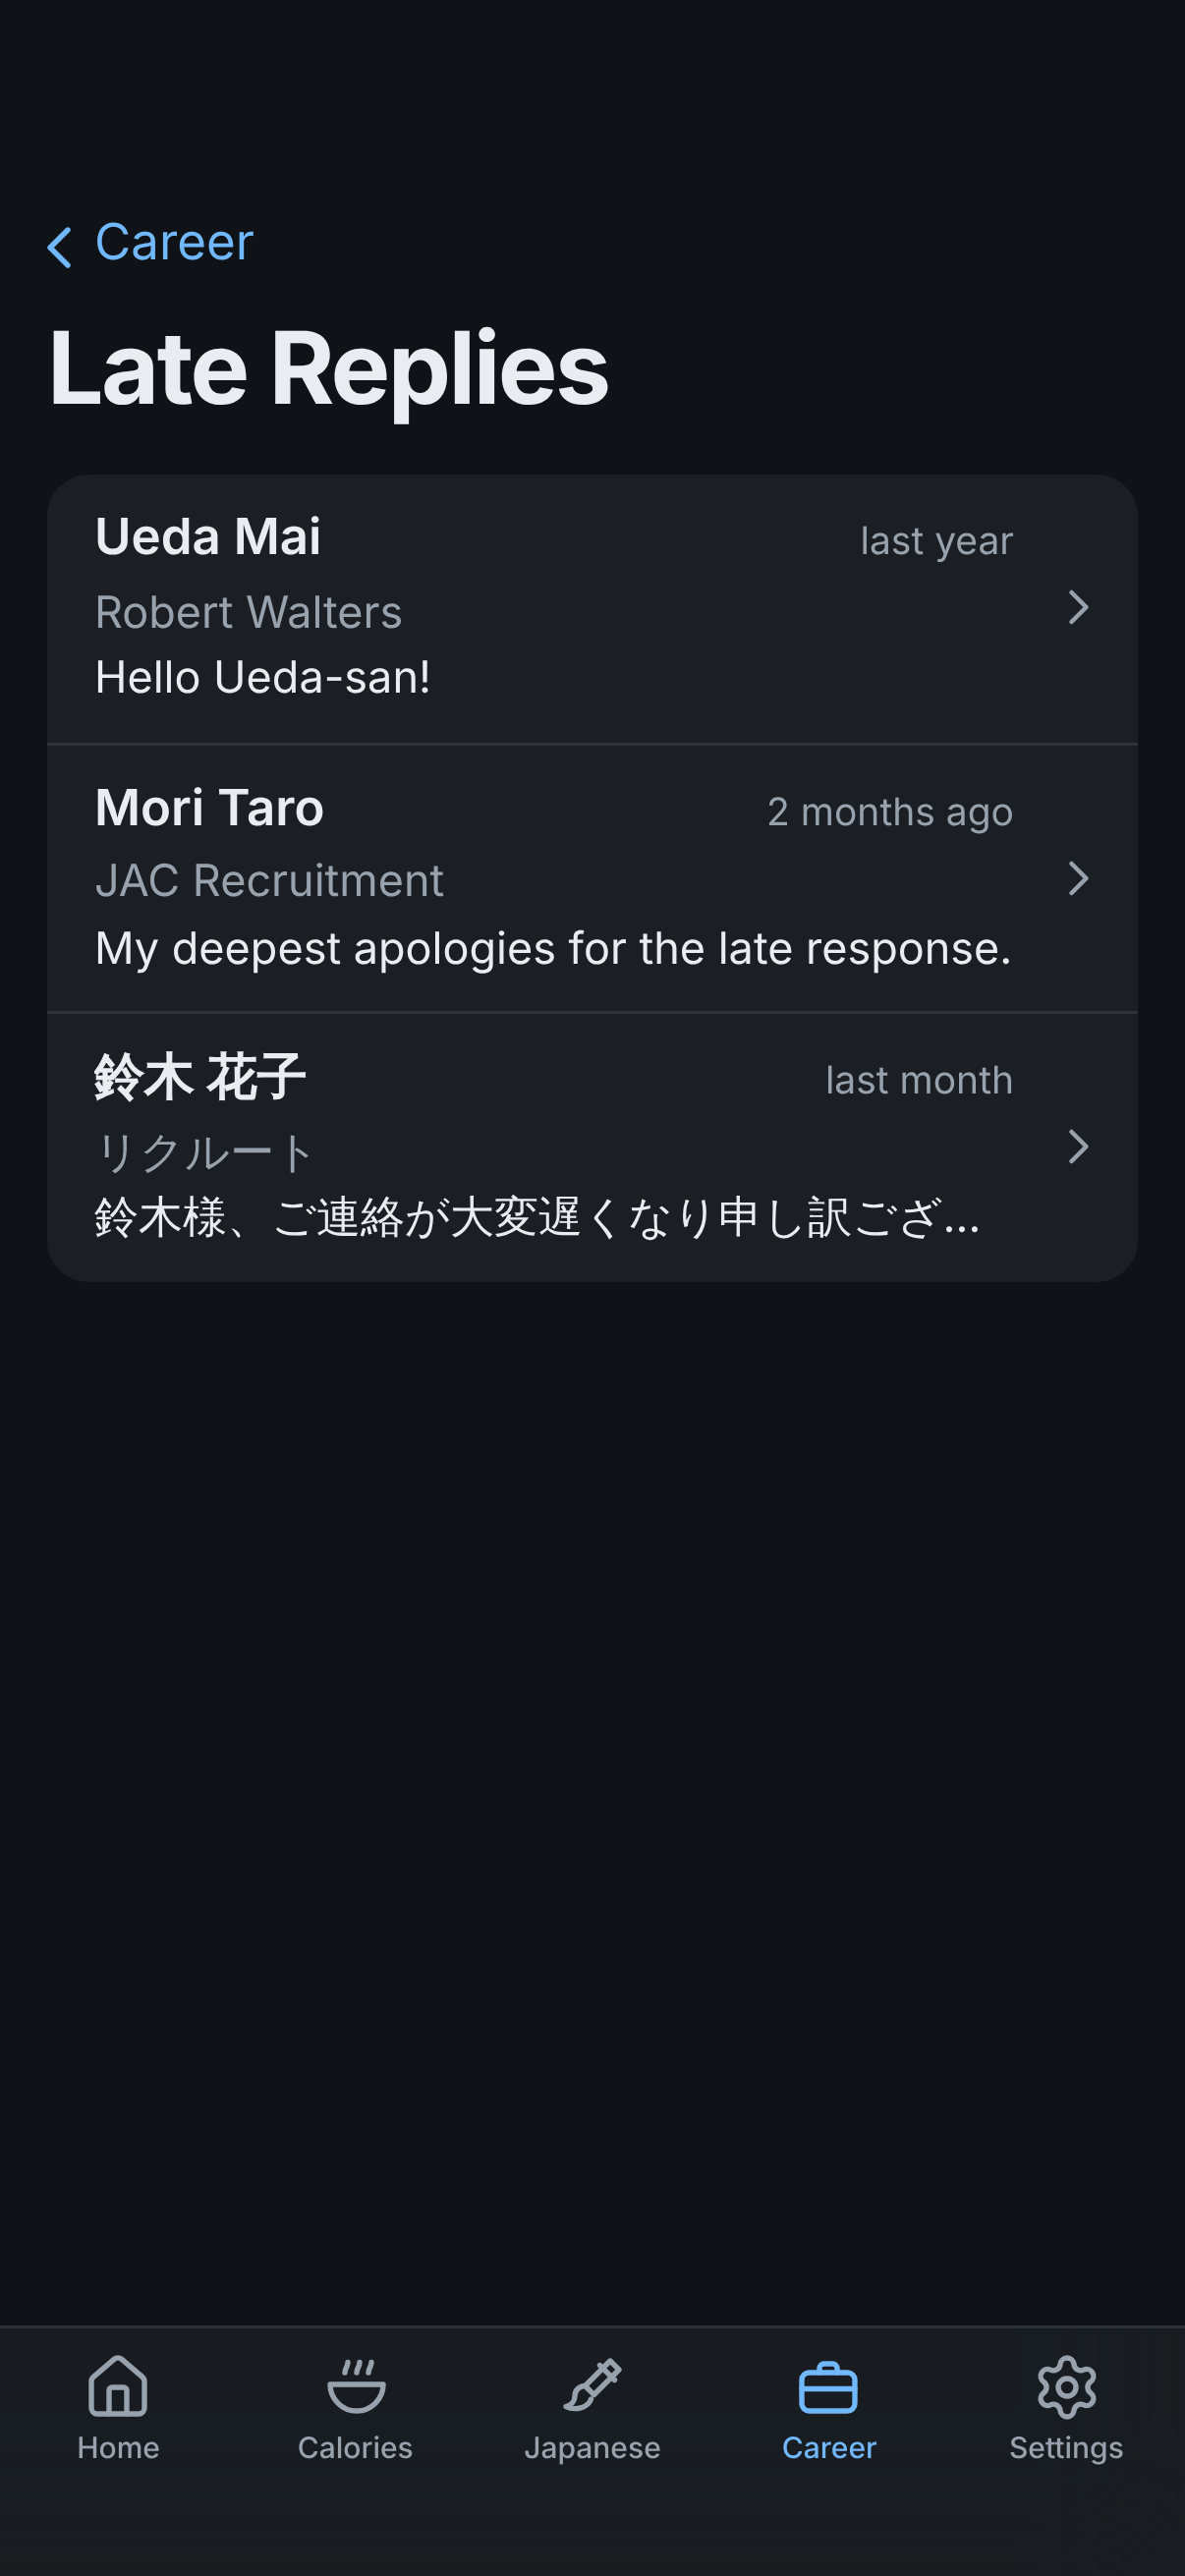 Career
Late Replies
Ueda Mai
last year
Robert Walters
Hello Ueda-san!
Mori Taro
2 months ago
JAC Recruitment
My deepest apologies for the late response.
鈴木 花子
last month
リクルート
鈴木様、ご連絡が大変遅くなり申し訳ござ...
Home
Calories
Japanese
Career
Settings